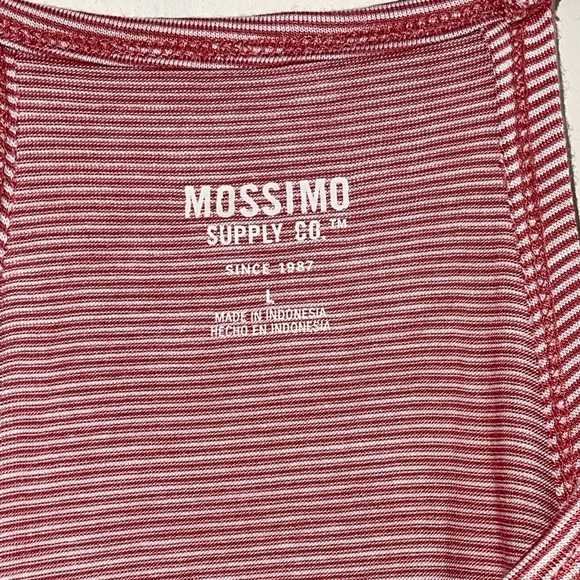 MOSSIMO
SUPPLY CO.™
SINCE 1987
L
MADE IN INDONESIA
HECHO EN INDONESIA